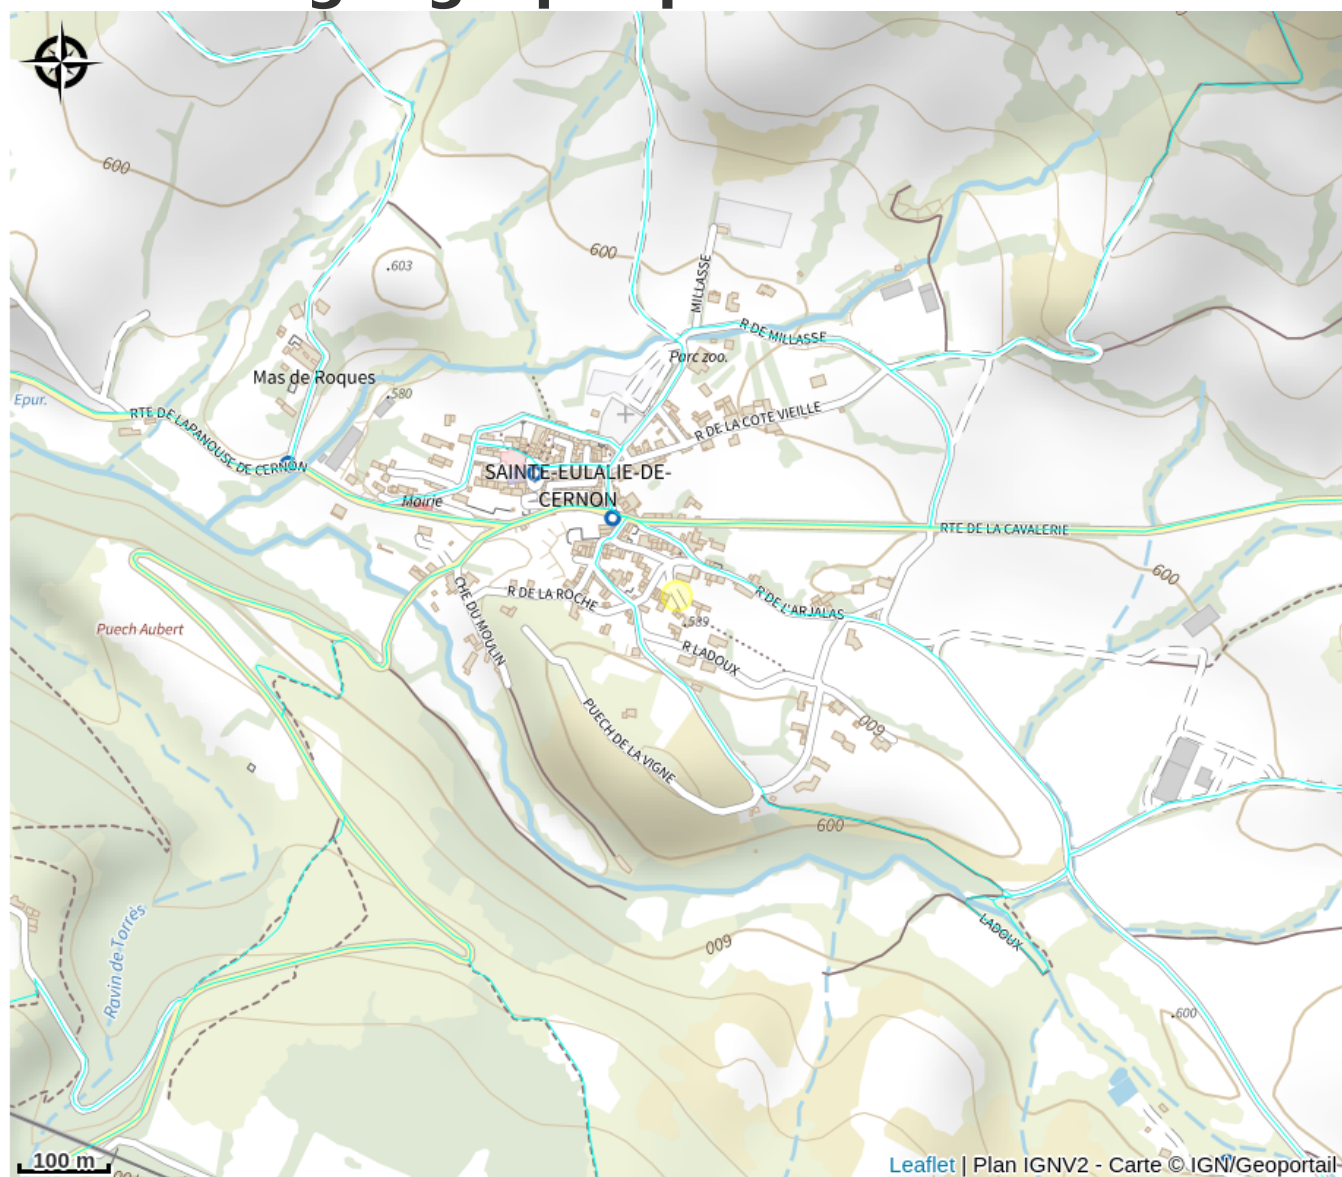 600
600
.603
MILLASSE
R DE MILLASSE
Parc zoo.
Mas de Roques
.580
Epur.
RTE DE LAPANOUSE DE CERNON
R DE LA COTE VIEILLE
SAINTE-EULALIE-DE-
CERNON
Mairie
RTE DE LA CAVALERIE
600
CHE DU MOULIN
R DE LA ROCHE
R DE L'ARJALAS
.589
Puech Aubert
R LADOUX
PUECH DE LA VIGNE
600
600
LADOUX
600
Ravin de Torrés
.600
100 m
Leaflet | Plan IGNV2 - Carte © IGN/Geoportail